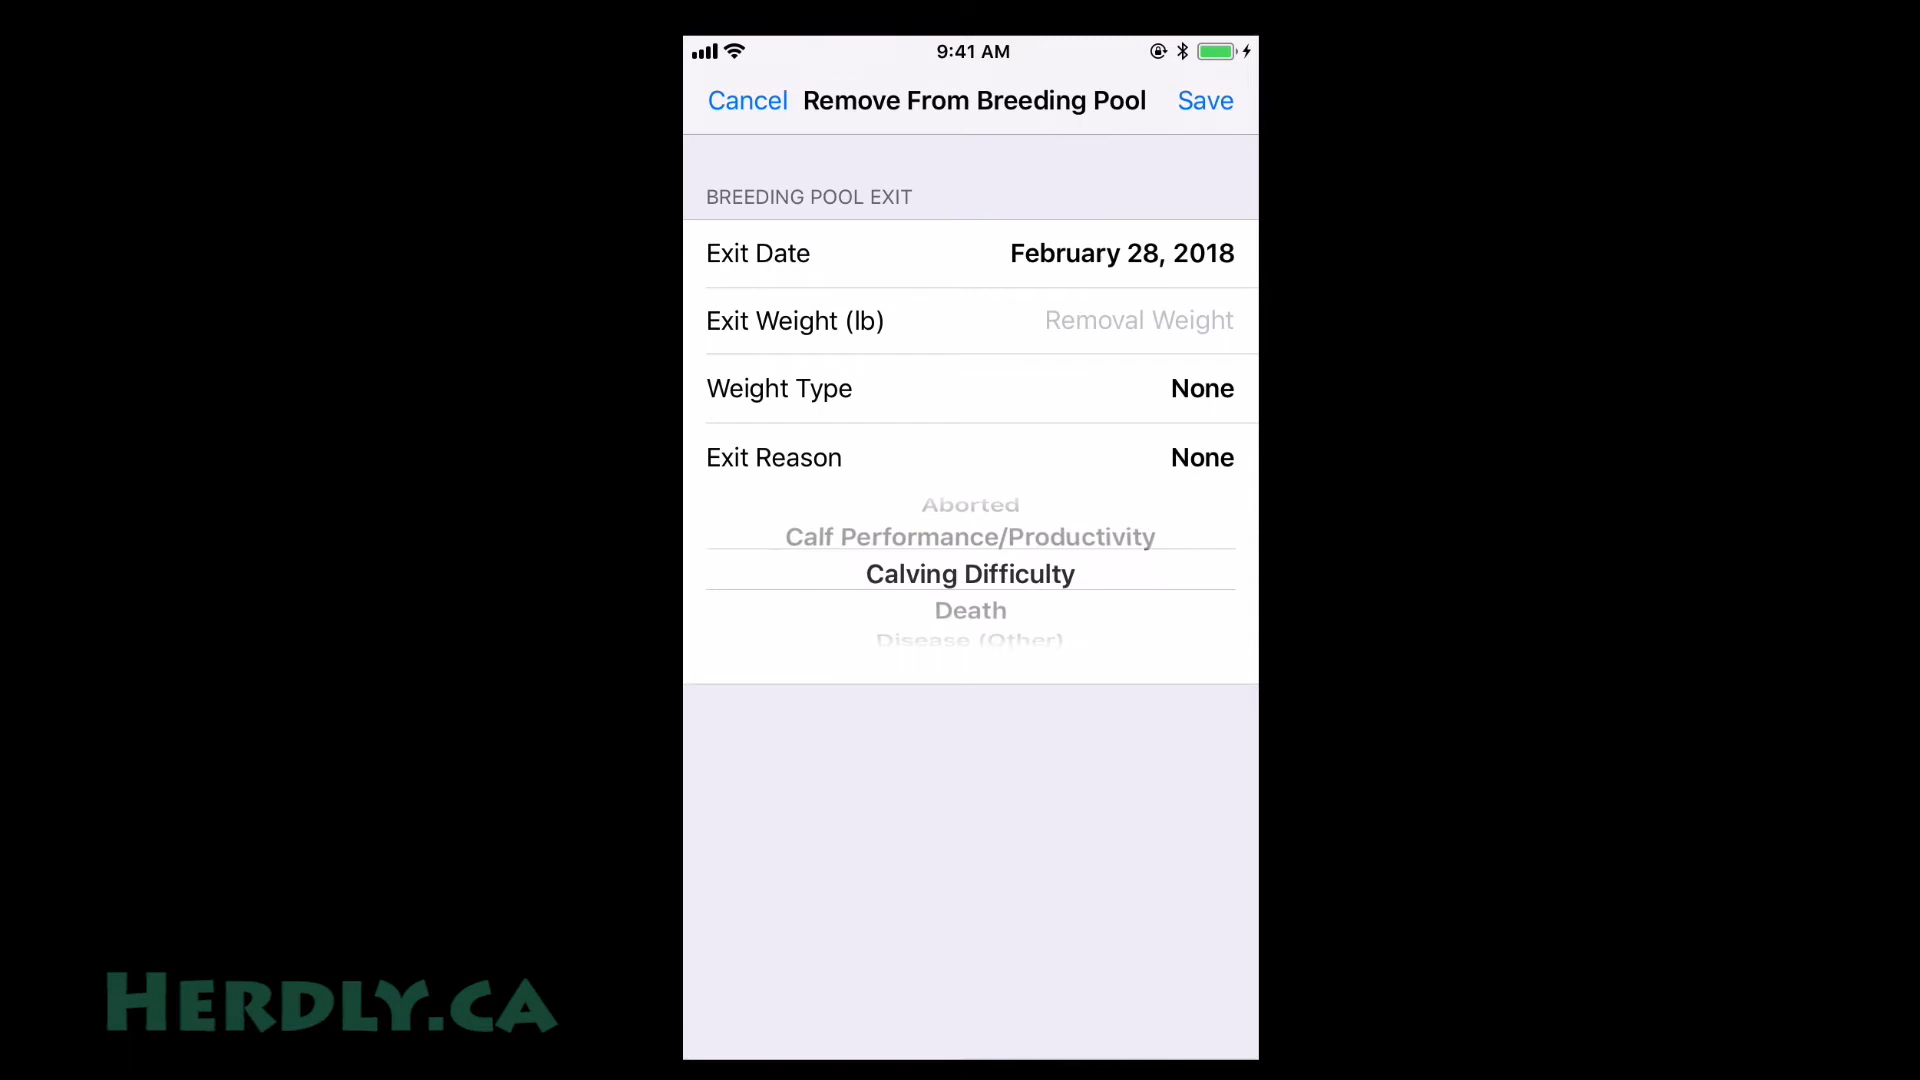 9:41 AM
Cancel Remove From Breeding Pool Save
BREEDING POOL EXIT
Exit Date February 28, 2018
Exit Weight (lb) Removal Weight
Weight Type None
Exit Reason None
Aborted
Calf Performance/Productivity
Calving Difficulty
Death
Disease (Other)
HERDLY.CA